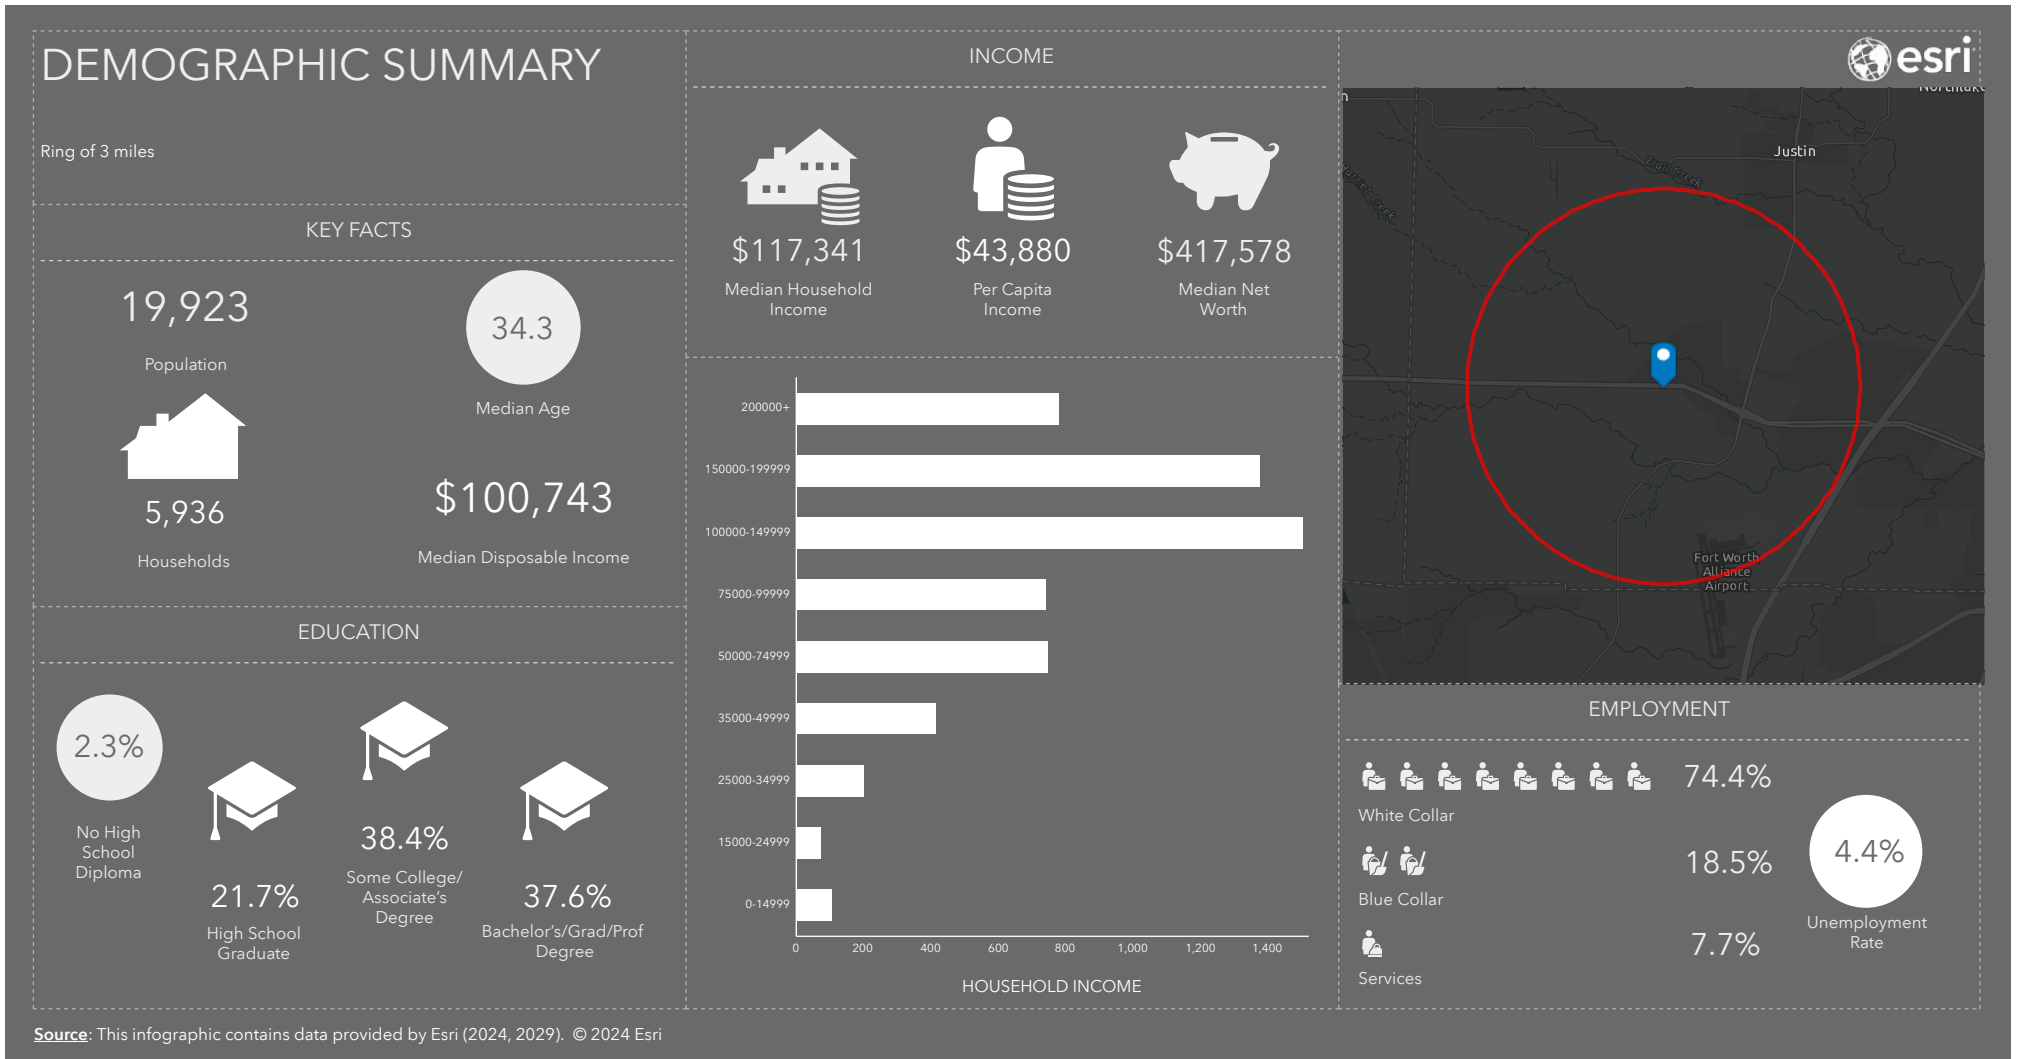 DEMOGRAPHIC SUMMARY
Ring of 3 miles
KEY FACTS
19,923
Population
34.3
Median Age
5,936
Households
$100,743
Median Disposable Income
EDUCATION
2.3%
No High
School
Diploma
21.7%
High School
Graduate
38.4%
Some College/
Associate's
Degree
37.6%
Bachelor's/Grad/Prof
Degree
INCOME
$117,341
Median Household
Income
$43,880
Per Capita
Income
$417,578
Median Net
Worth
200000+
150000-199999
100000-149999
75000-99999
50000-74999
35000-49999
25000-34999
15000-24999
0-14999
0 200 400 600 800 1,000 1,200 1,400
HOUSEHOLD INCOME
esri
Justin
Fort Worth
Alliance
Airport
EMPLOYMENT
74.4%
White Collar
18.5%
Blue Collar
7.7%
Services
4.4%
Unemployment
Rate
Source: This infographic contains data provided by Esri (2024, 2029). © 2024 Esri